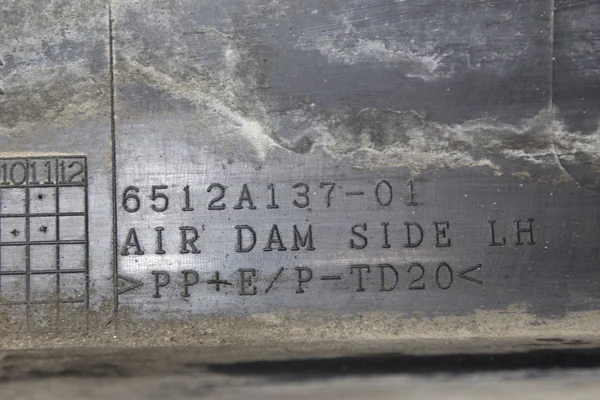 10 11 12
6512A137-01
AIR DAM SIDE LH
>PP+E/P-TD20<